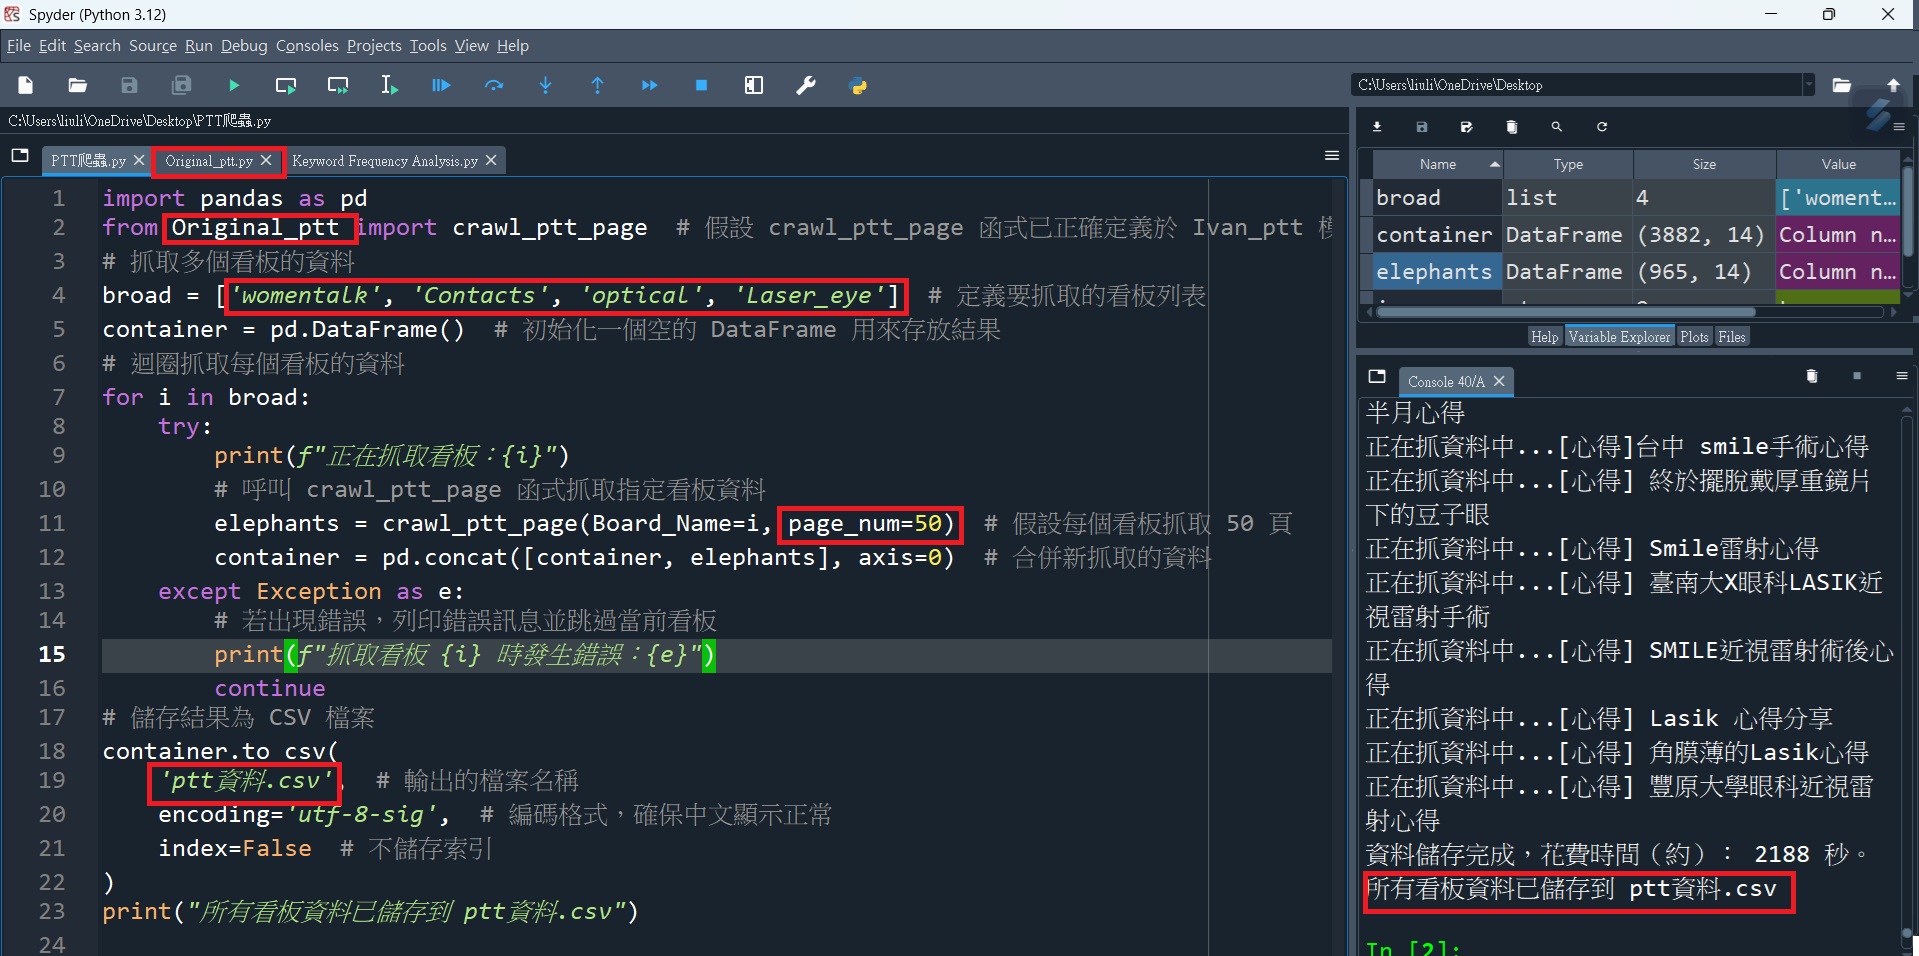 Spyder (Python 3.12)
File Edit Search Source Run Debug Consoles Projects Tools View Help
C:\Users\liuli\OneDrive\Desktop
C:\Users\liuli\OneDrive\Desktop\PTT爬蟲.py
PTT爬蟲.py Original_ptt.py Keyword Frequency Analysis.py
1 import pandas as pd
2 from Original_ptt import crawl_ptt_page # 假設 crawl_ptt_page 函式已正確定義於 Ivan_ptt 模
3 # 抓取多個看板的資料
4 broad = ['womentalk', 'Contacts', 'optical', 'Laser_eye'] # 定義要抓取的看板列表
5 container = pd.DataFrame() # 初始化一個空的 DataFrame 用來存放結果
6 # 迴圈抓取每個看板的資料
7 for i in broad:
8 try:
9 print(f"正在抓取看板：{i}")
10 # 呼叫 crawl_ptt_page 函式抓取指定看板資料
11 elephants = crawl_ptt_page(Board_Name=i, page_num=50) # 假設每個看板抓取 50 頁
12 container = pd.concat([container, elephants], axis=0) # 合併新抓取的資料
13 except Exception as e:
14 # 若出現錯誤，列印錯誤訊息並跳過當前看板
15 print(f"抓取看板 {i} 時發生錯誤：{e}")
16 continue
17 # 儲存結果為 CSV 檔案
18 container.to_csv(
19 'ptt資料.csv', # 輸出的檔案名稱
20 encoding='utf-8-sig', # 編碼格式，確保中文顯示正常
21 index=False # 不儲存索引
22 )
23 print("所有看板資料已儲存到 ptt資料.csv")
24
Name Type Size Value
broad list 4 ['woment...
container DataFrame (3882, 14) Column n...
elephants DataFrame (965, 14) Column n...
Help Variable Explorer Plots Files
Console 40/A
半月心得
正在抓資料中...[心得]台中 smile手術心得
正在抓資料中...[心得] 終於擺脫戴厚重鏡片
下的豆子眼
正在抓資料中...[心得] Smile雷射心得
正在抓資料中...[心得] 臺南大X眼科LASIK近
視雷射手術
正在抓資料中...[心得] SMILE近視雷射術後心
得
正在抓資料中...[心得] Lasik 心得分享
正在抓資料中...[心得] 角膜薄的Lasik心得
正在抓資料中...[心得] 豐原大學眼科近視雷
射心得
資料儲存完成，花費時間（約）： 2188 秒。
所有看板資料已儲存到 ptt資料.csv
In [2]: